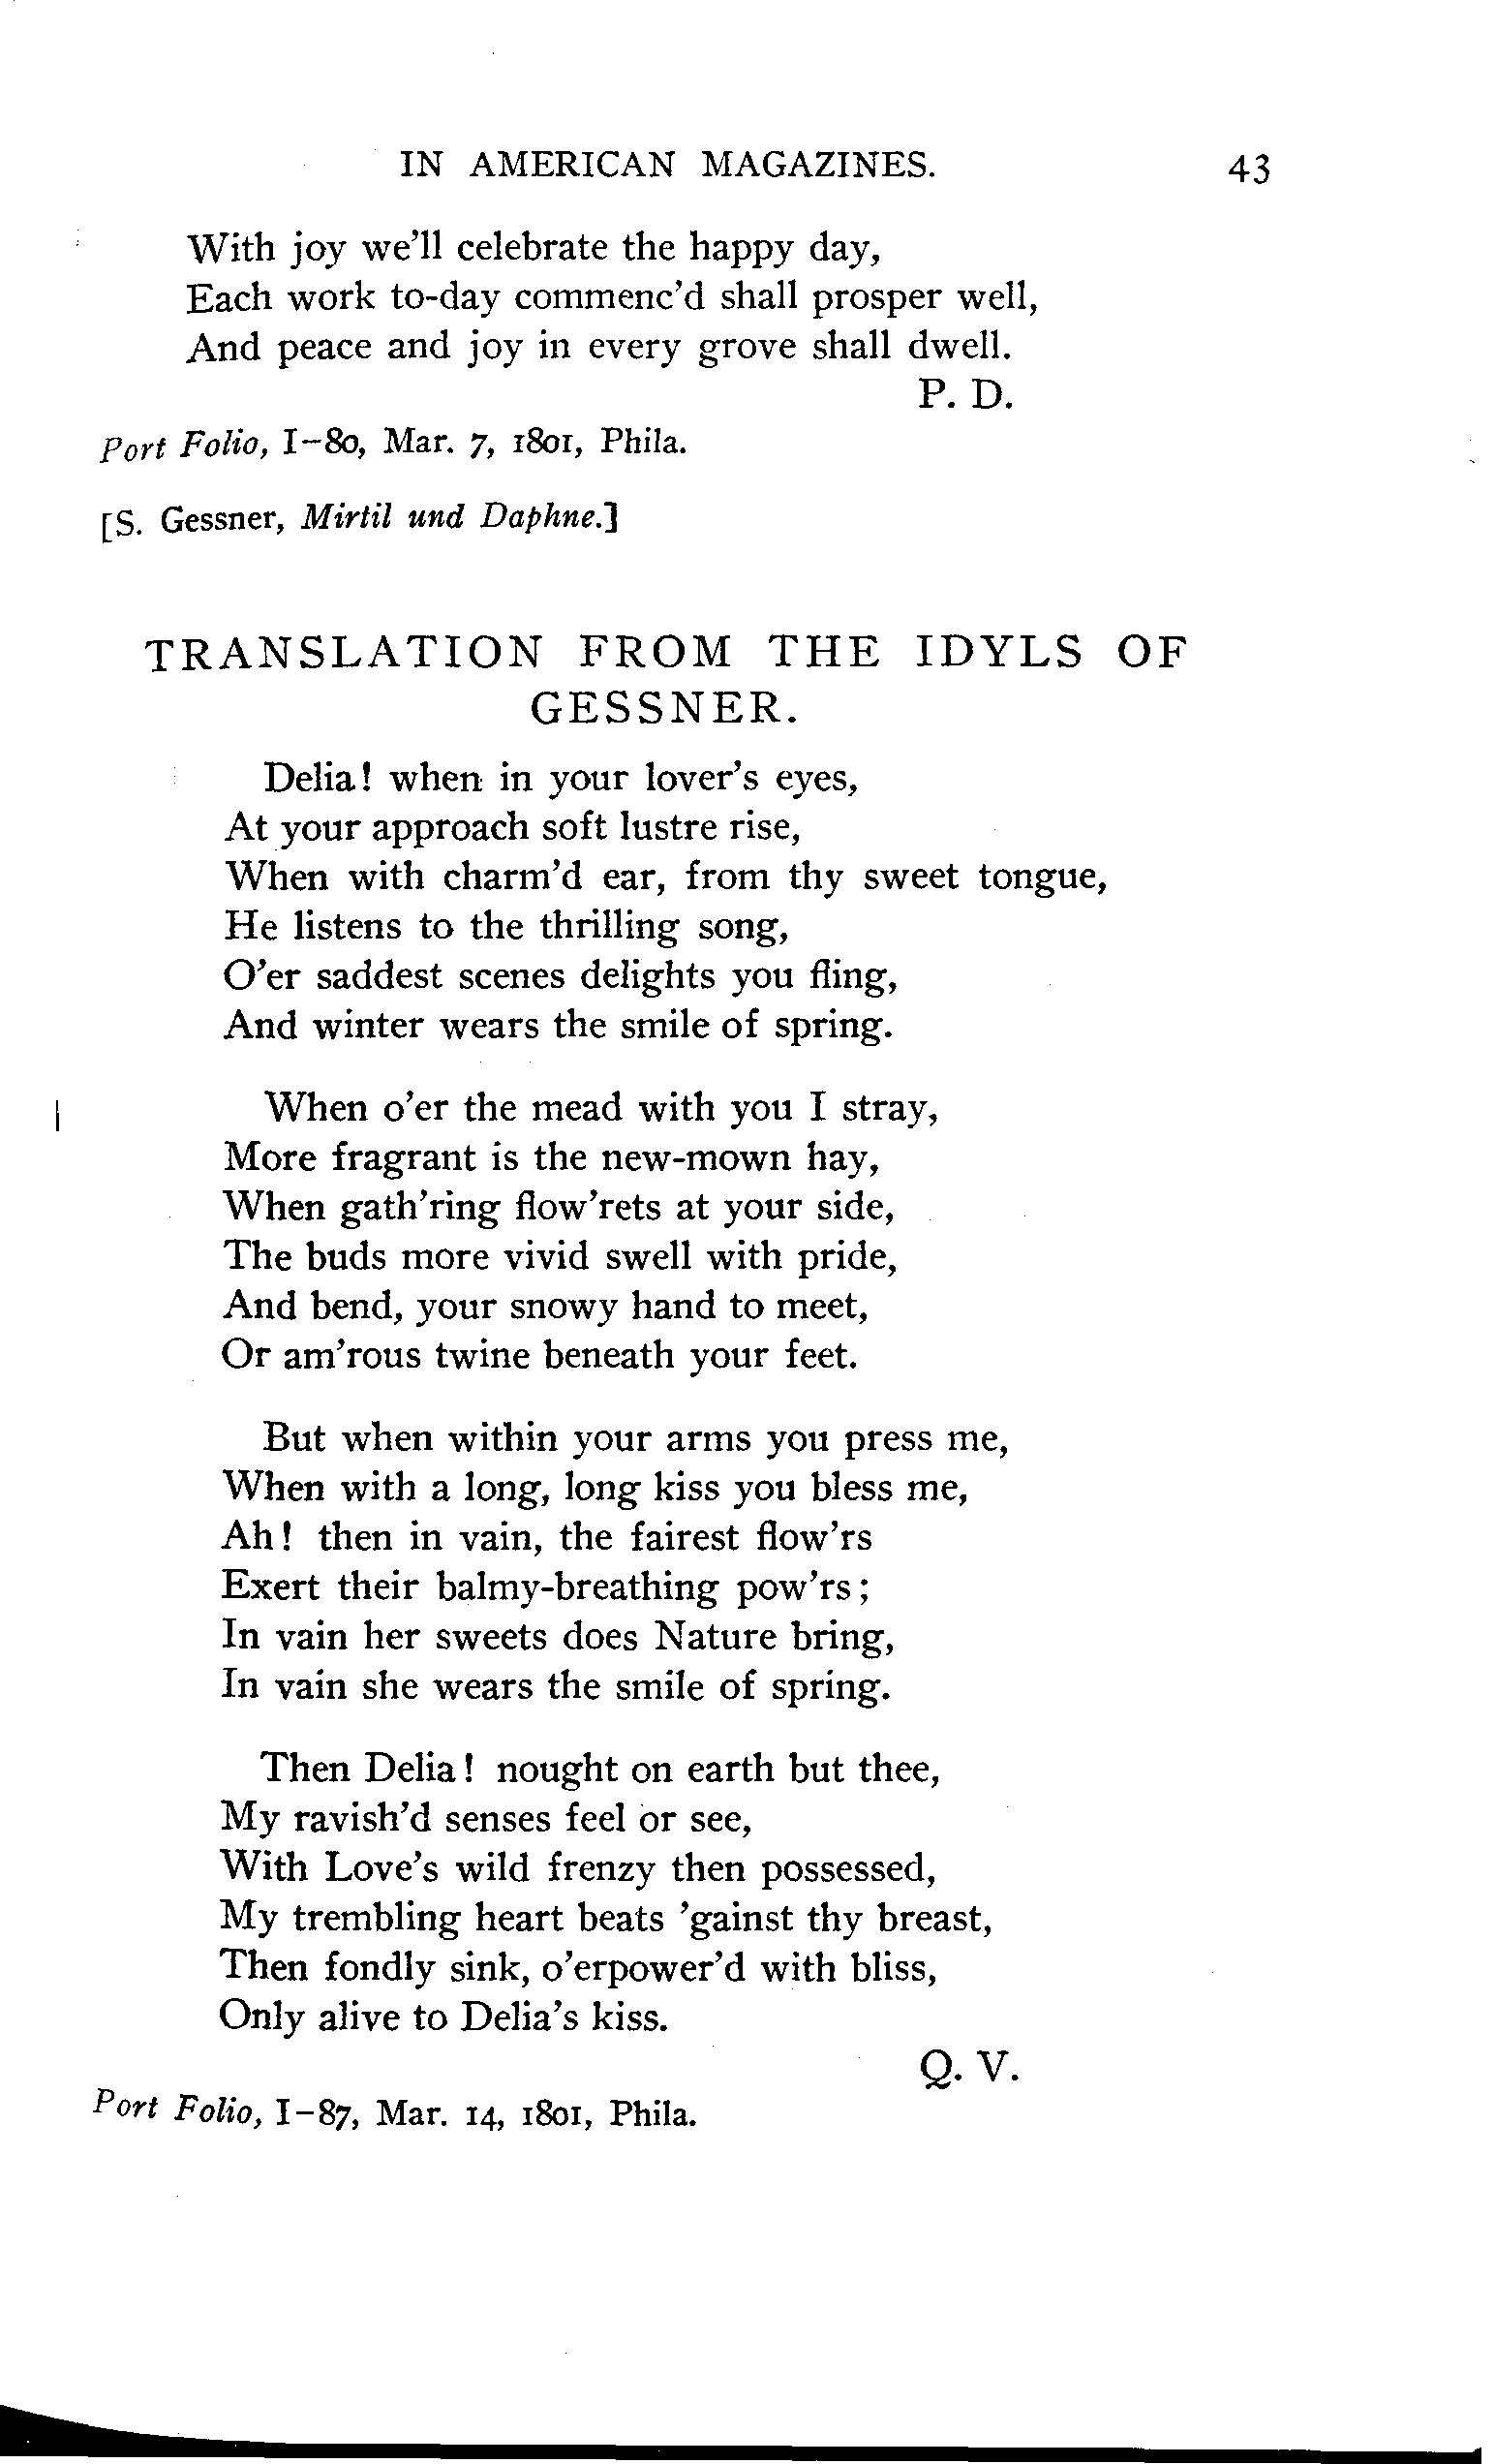 IN AMERICAN MAGAZINES. 43
With joy we'll celebrate the happy day,
Each work to-day commenc'd shall prosper well,
And peace and joy in every grove shall dwell.
P. D.
Port Folio, I-80, Mar. 7, 1801, Phila.
[S. Gessner, Mirtil und Daphne.]
TRANSLATION FROM THE IDYLS OF
GESSNER.
Delia! when in your lover's eyes,
At your approach soft lustre rise,
When with charm'd ear, from thy sweet tongue,
He listens to the thrilling song,
O'er saddest scenes delights you fling,
And winter wears the smile of spring.
When o'er the mead with you I stray,
More fragrant is the new-mown hay,
When gath'ring flow'rets at your side,
The buds more vivid swell with pride,
And bend, your snowy hand to meet,
Or am'rous twine beneath your feet.
But when within your arms you press me,
When with a long, long kiss you bless me,
Ah! then in vain, the fairest flow'rs
Exert their balmy-breathing pow'rs;
In vain her sweets does Nature bring,
In vain she wears the smile of spring.
Then Delia! nought on earth but thee,
My ravish'd senses feel or see,
With Love's wild frenzy then possessed,
My trembling heart beats 'gainst thy breast,
Then fondly sink, o'erpower'd with bliss,
Only alive to Delia's kiss.
Q. V.
Port Folio, I-87, Mar. 14, 1801, Phila.